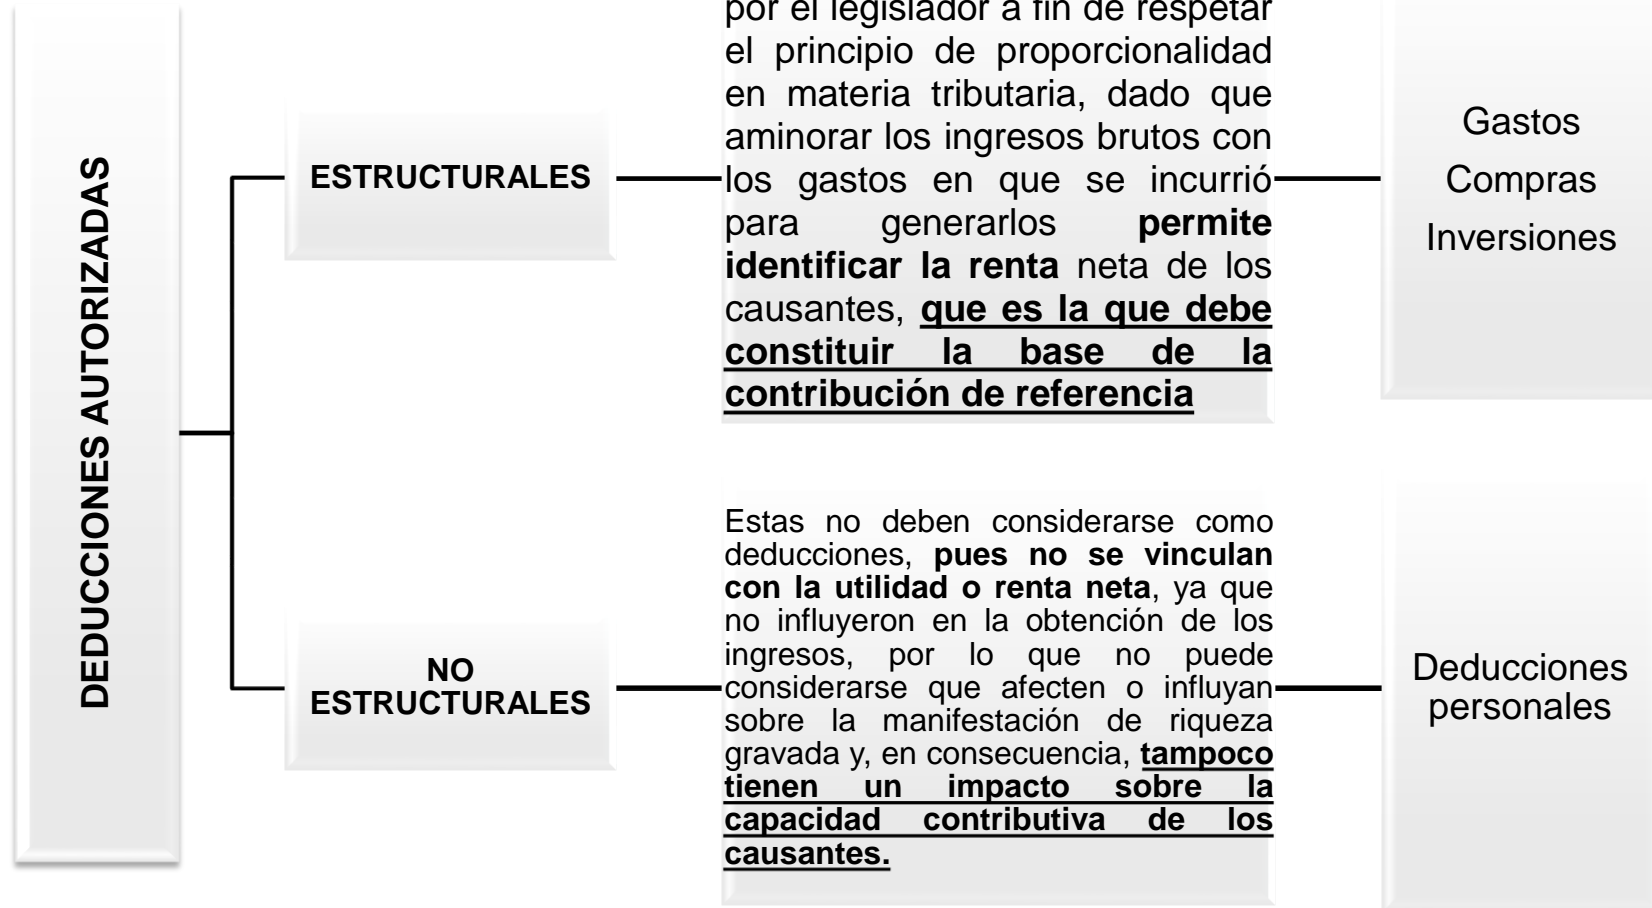 DEDUCCIONES AUTORIZADAS
ESTRUCTURALES
por el legislador a fin de respetar
el principio de proporcionalidad
en materia tributaria, dado que
aminorar los ingresos brutos con
los gastos en que se incurrió
para generarlos permite
identificar la renta neta de los
causantes, que es la que debe
constituir la base de la
contribución de referencia
Gastos
Compras
Inversiones
NO
ESTRUCTURALES
Estas no deben considerarse como
deducciones, pues no se vinculan
con la utilidad o renta neta, ya que
no influyeron en la obtención de los
ingresos, por lo que no puede
considerarse que afecten o influyan
sobre la manifestación de riqueza
gravada y, en consecuencia, tampoco
tienen un impacto sobre la
capacidad contributiva de los
causantes.
Deducciones
personales